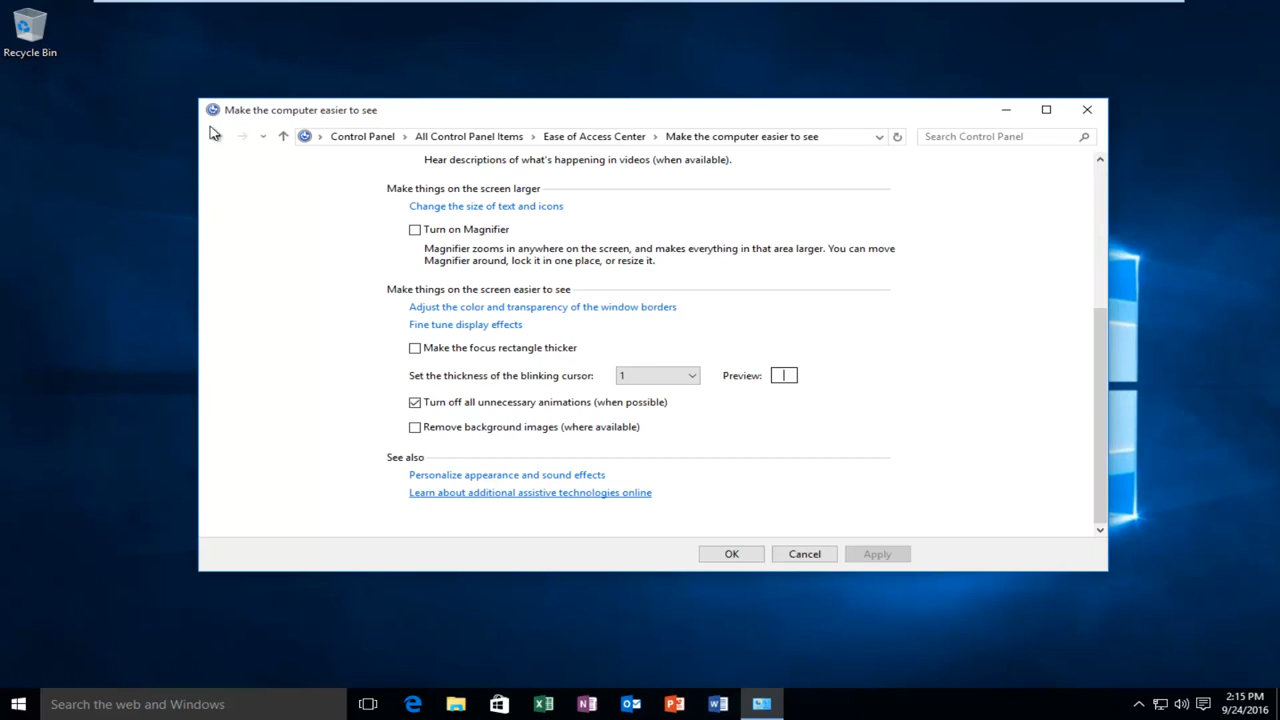 Recycle Bin
Make the computer easier to see
Control Panel > All Control Panel Items > Ease of Access Center > Make the computer easier to see
Search Control Panel
Hear descriptions of what's happening in videos (when available).
Make things on the screen larger
Change the size of text and icons
Turn on Magnifier
Magnifier zooms in anywhere on the screen, and makes everything in that area larger. You can move
Magnifier around, lock it in one place, or resize it.
Make things on the screen easier to see
Adjust the color and transparency of the window borders
Fine tune display effects
Make the focus rectangle thicker
Set the thickness of the blinking cursor: 1 Preview:
Turn off all unnecessary animations (when possible)
Remove background images (where available)
See also
Personalize appearance and sound effects
Learn about additional assistive technologies online
OK Cancel Apply
Search the web and Windows
2:15 PM
9/24/2016